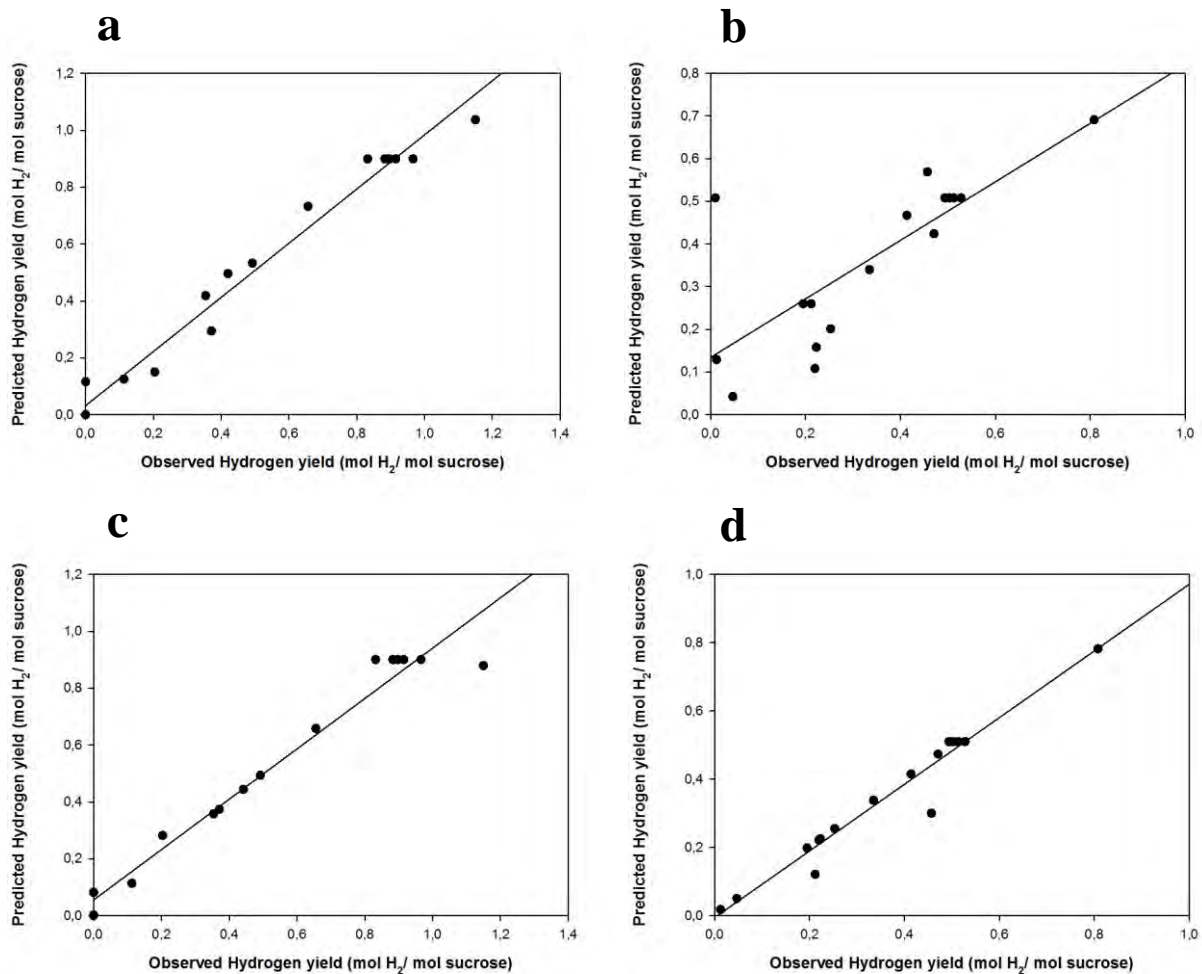 a
1,2
1,0
0,8
0,6
0,4
0,2
0,0
Predicted Hydrogen yield (mol H₂/ mol sucrose)
0,0 0,2 0,4 0,6 0,8 1,0 1,2 1,4
Observed Hydrogen yield (mol H₂/ mol sucrose)
b
0,8
0,7
0,6
0,5
0,4
0,3
0,2
0,1
0,0
Predicted Hydrogen yield (mol H₂/ mol sucrose)
0,0 0,2 0,4 0,6 0,8 1,0
Observed Hydrogen yield (mol H₂/ mol sucrose)
c
1,2
1,0
0,8
0,6
0,4
0,2
0,0
Predicted Hydrogen yield (mol H₂/ mol sucrose)
0,0 0,2 0,4 0,6 0,8 1,0 1,2 1,4
Observed Hydrogen yield (mol H₂/ mol sucrose)
d
1,0
0,8
0,6
0,4
0,2
0,0
Predicted Hydrogen yield (mol H₂/ mol sucrose)
0,0 0,2 0,4 0,6 0,8 1,0
Observed Hydrogen yield (mol H₂/ mol sucrose)